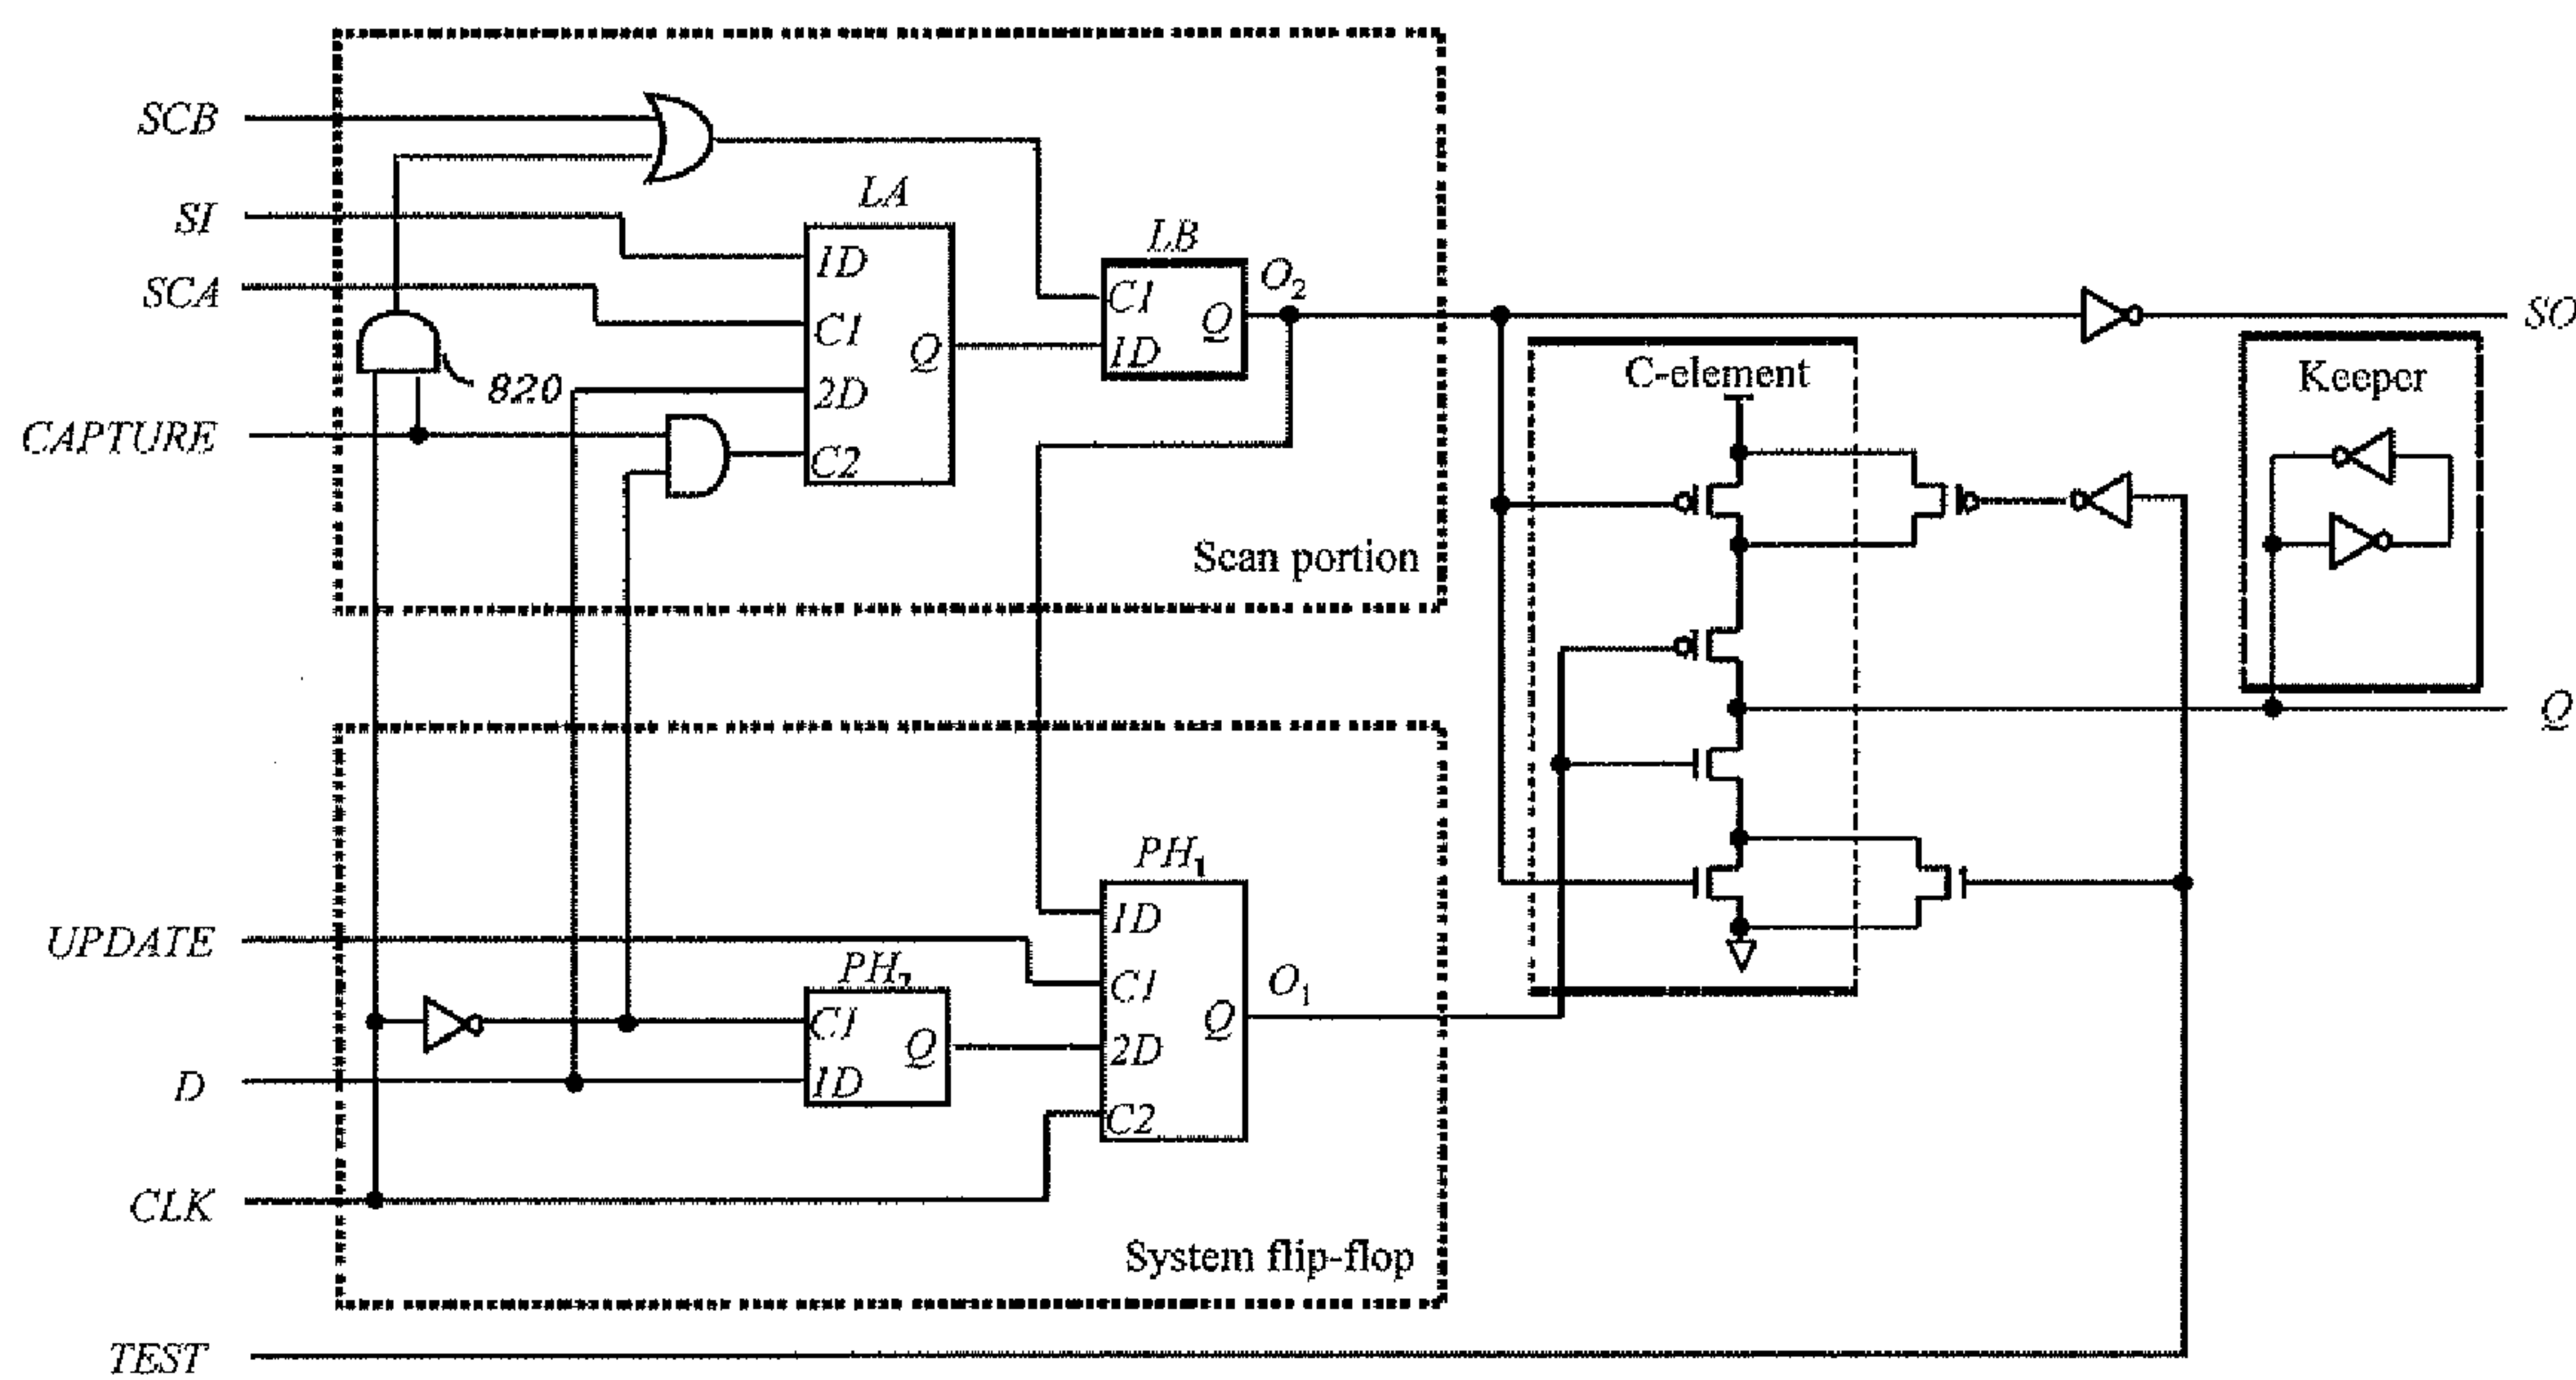 SCB
SI
SCA
CAPTURE
820
LA
1D
C1
2D
C2
Q
LB
C1
1D
Q
O2
Scan portion
C-element
SO
Keeper
Q
UPDATE
D
CLK
TEST
PH2
C1
1D
Q
PH1
1D
C1
2D
C2
Q
O1
System flip-flop